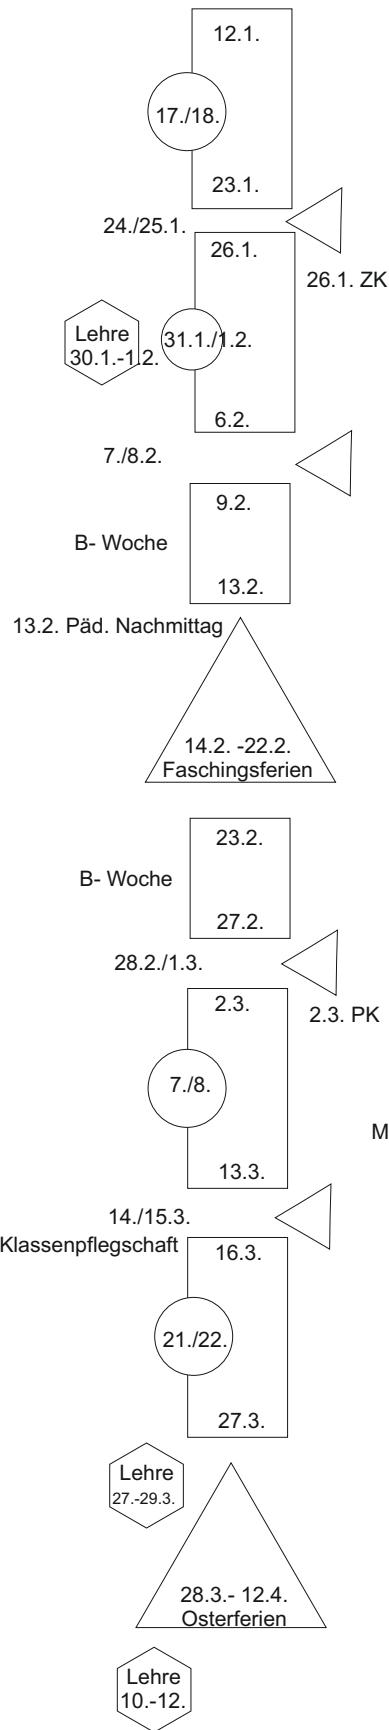 12.1.
17./18.
23.1.
24./25.1.
26.1.
26.1. ZK
Lehre
30.1.-1.2.
31.1./1.2.
6.2.
7./8.2.
9.2.
B- Woche
13.2.
13.2. Päd. Nachmittag
14.2. -22.2.
Faschingsferien
23.2.
B- Woche
27.2.
28.2./1.3.
2.3.
2.3. PK
7./8.
M
13.3.
14./15.3.
Klassenpflegschaft
16.3.
21./22.
27.3.
Lehre
27.-29.3.
28.3.- 12.4.
Osterferien
Lehre
10.-12.